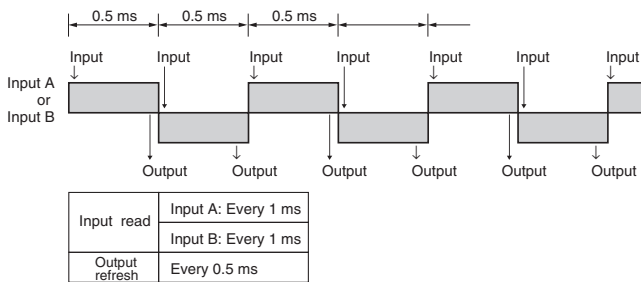 0.5 ms 0.5 ms 0.5 ms
Input Input Input Input Input Input Input
Input A
or
Input B
Output Output Output Output Output Output
Input read
Input A: Every 1 ms
Input B: Every 1 ms
Output
refresh
Every 0.5 ms